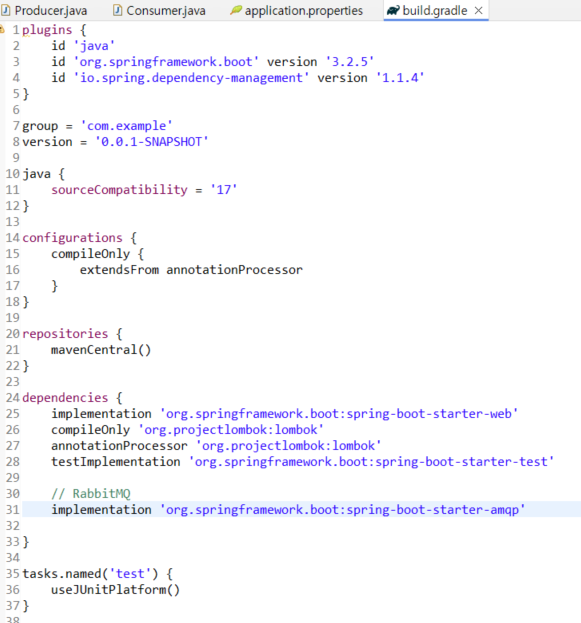 Producer.java Consumer.java application.properties build.gradle
1 plugins {
2 id 'java'
3 id 'org.springframework.boot' version '3.2.5'
4 id 'io.spring.dependency-management' version '1.1.4'
5 }
6
7 group = 'com.example'
8 version = '0.0.1-SNAPSHOT'
9
10 java {
11 sourceCompatibility = '17'
12 }
13
14 configurations {
15 compileOnly {
16 extendsFrom annotationProcessor
17 }
18 }
19
20 repositories {
21 mavenCentral()
22 }
23
24 dependencies {
25 implementation 'org.springframework.boot:spring-boot-starter-web'
26 compileOnly 'org.projectlombok:lombok'
27 annotationProcessor 'org.projectlombok:lombok'
28 testImplementation 'org.springframework.boot:spring-boot-starter-test'
29
30 // RabbitMQ
31 implementation 'org.springframework.boot:spring-boot-starter-amqp'
32
33 }
34
35 tasks.named('test') {
36 useJUnitPlatform()
37 }
38